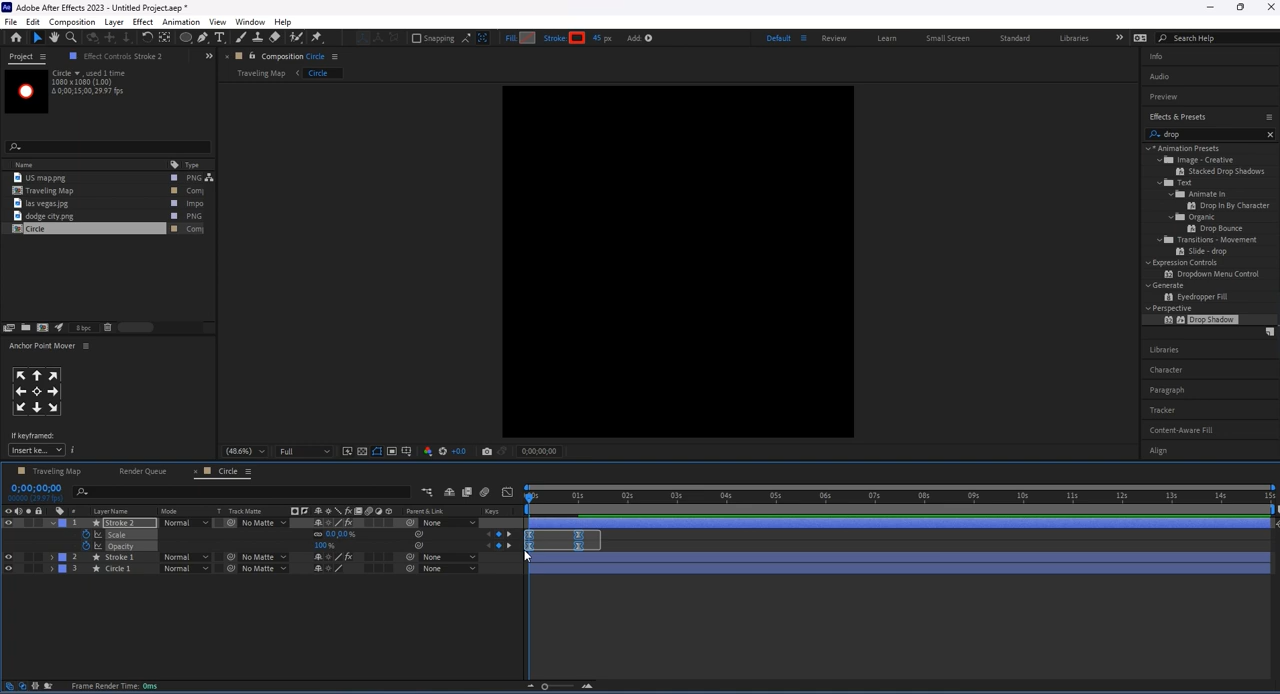 Adobe After Effects 2023 - Untitled Project.aep *
File Edit Composition Layer Effect Animation View Window Help
Snapping Fill: Stroke: 45 px Add: Default Review Learn Small Screen Standard Libraries Search Help
Project Effect Controls Stroke 2 Composition Circle Info
Circle , used 1 time
1080 x 1080 (1.00)
Δ 0;00;15;00, 29.97 fps
Traveling Map Circle
Audio
Preview
Effects & Presets
drop
Name Type
US map.png PNG
Traveling Map Comp
las vegas.jpg Impo
dodge city.png PNG
Circle Comp
* Animation Presets
Image - Creative
Stacked Drop Shadows
Text
Animate In
Drop In By Character
Organic
Drop Bounce
Transitions - Movement
Slide - drop
Expression Controls
Dropdown Menu Control
Generate
Eyedropper Fill
Perspective
Drop Shadow
8 bpc
Anchor Point Mover
If keyframed:
Insert ke...
Libraries
Character
Paragraph
Tracker
Content-Aware Fill
Align
(48.6%) Full +0.0 0;00;00;00
Traveling Map Render Queue Circle
0;00;00;00
00000 (29.97 fps)
:00s 01s 02s 03s 04s 05s 06s 07s 08s 09s 10s 11s 12s 13s 14s 15s
# Layer Name Mode T Track Matte Parent & Link Keys
1 Stroke 2 Normal No Matte None
Scale 0.0,0.0 %
Opacity 100 %
2 Stroke 1 Normal No Matte None
3 Circle 1 Normal No Matte None
Frame Render Time: 0ms